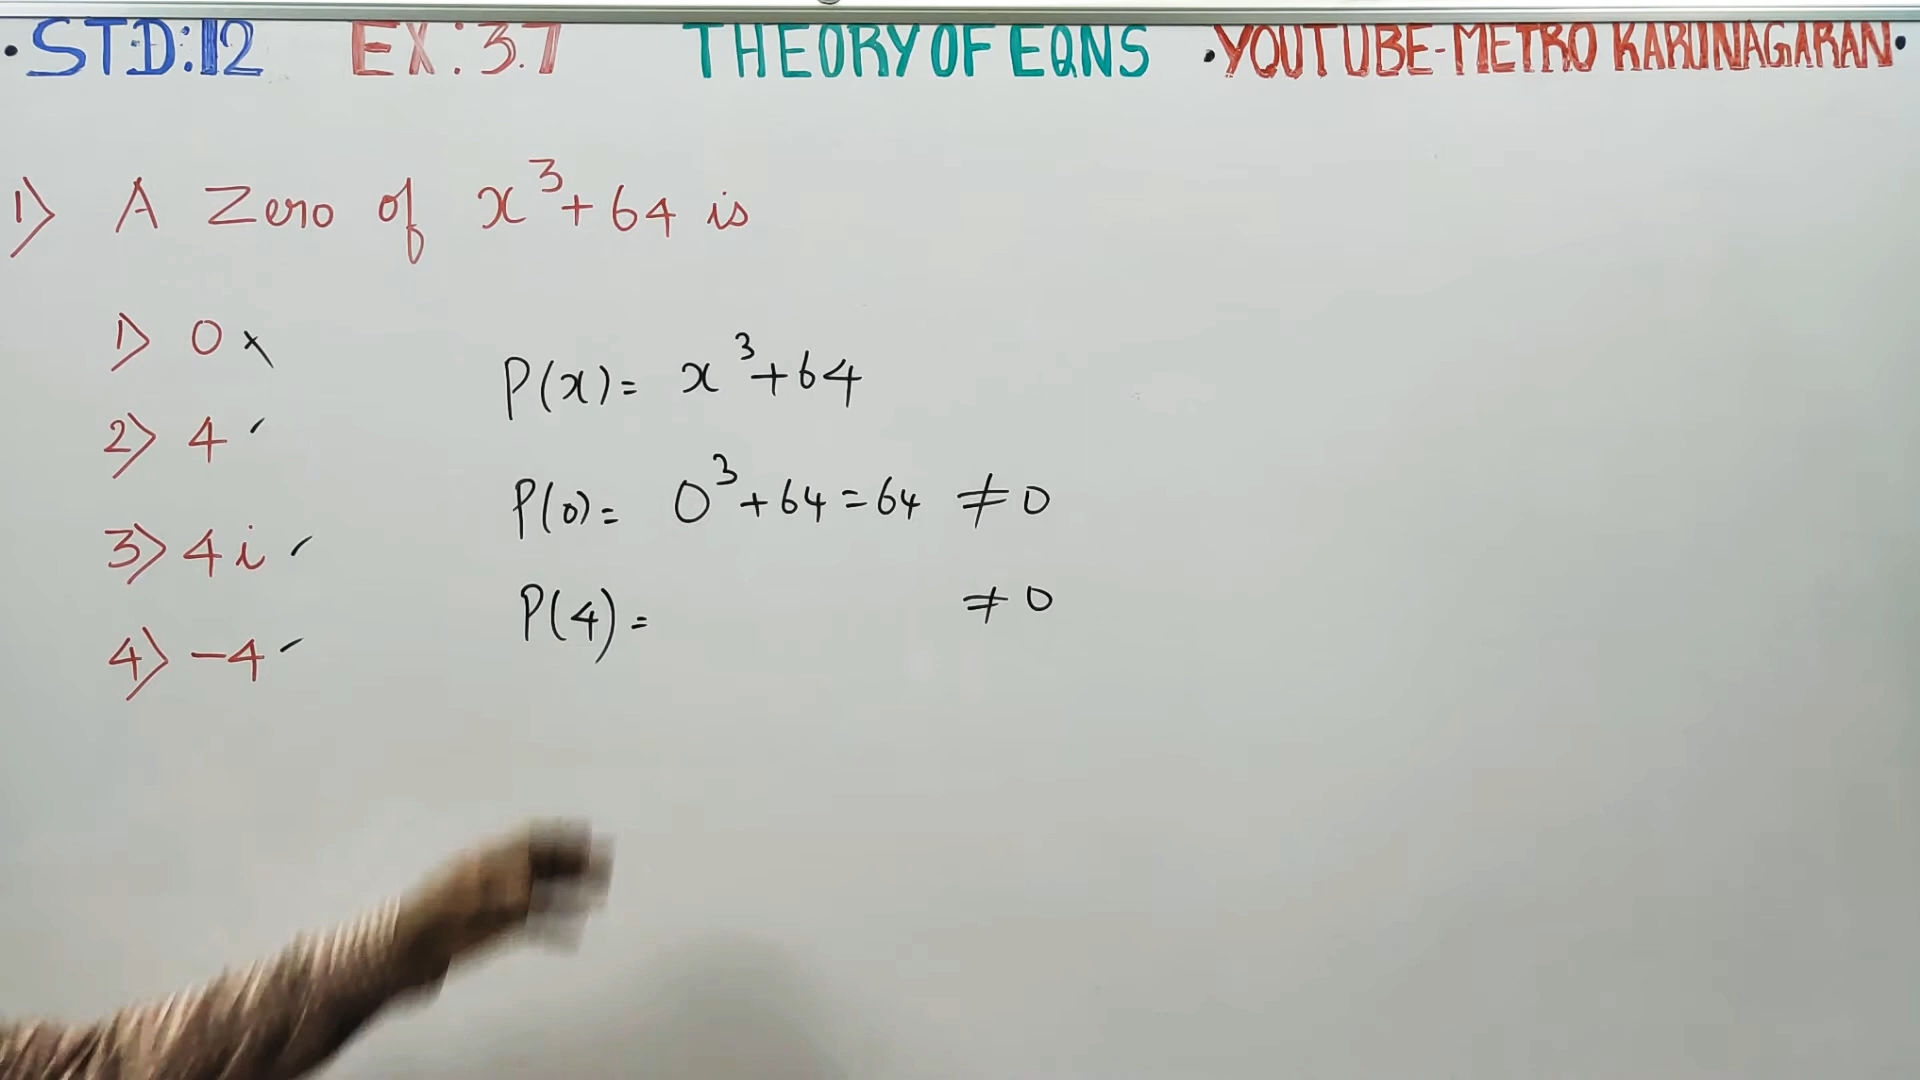 ·STD:12 EX:3.7 THEORY OF EQNS ·YOUTUBE-METRO KARUNAGARAN·
1) A Zero of x³+64 is
1) 0 ×
2) 4
3) 4i
4) -4
P(x) = x³+64
P(0) = 0³+64=64 ≠0
P(4) = ≠0